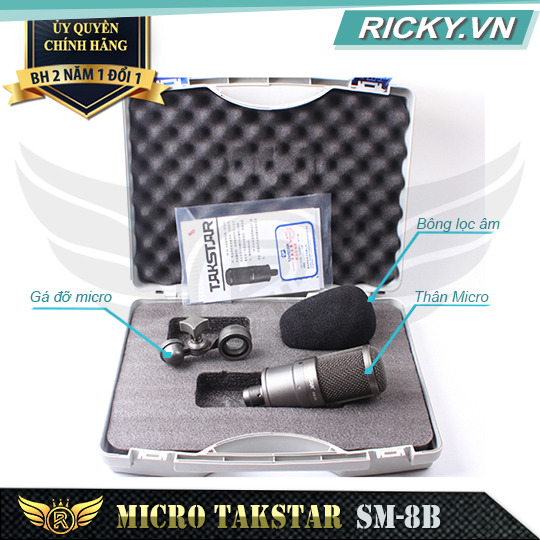 ỦY QUYỀN
CHÍNH HÃNG
BH 2 NĂM 1 ĐỔI 1
RICKY.VN
TAKSTAR
Bông lọc âm
Gá đỡ micro
Thân Micro
R
MICRO TAKSTAR SM-8B